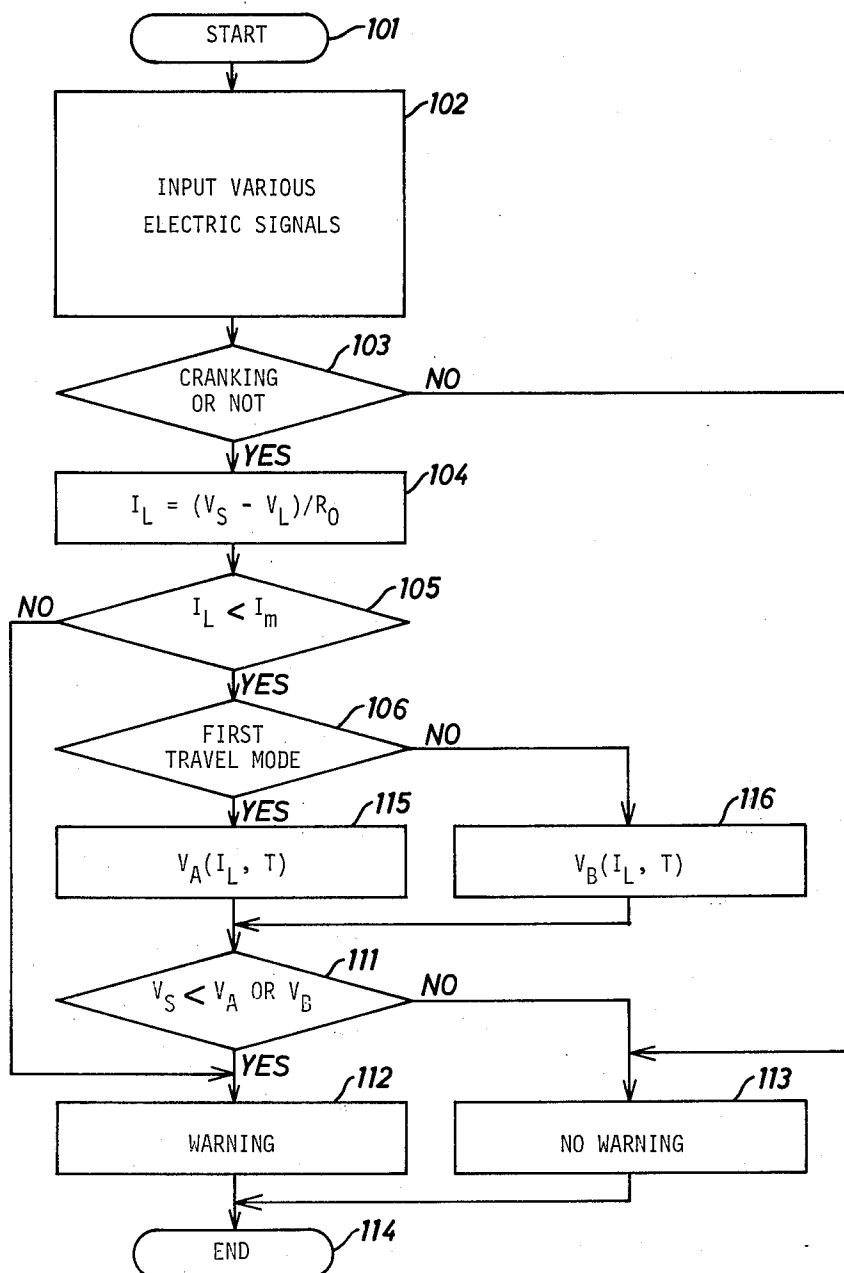 START
101
102
INPUT VARIOUS
ELECTRIC SIGNALS
103
CRANKING
OR NOT
NO
YES
104
I_L = (V_S - V_L)/R_O
105
NO
I_L < I_m
YES
106
FIRST
TRAVEL MODE
NO
YES
115
116
V_A(I_L, T)
V_B(I_L, T)
111
V_S < V_A OR V_B
NO
YES
112
113
WARNING
NO WARNING
END
114